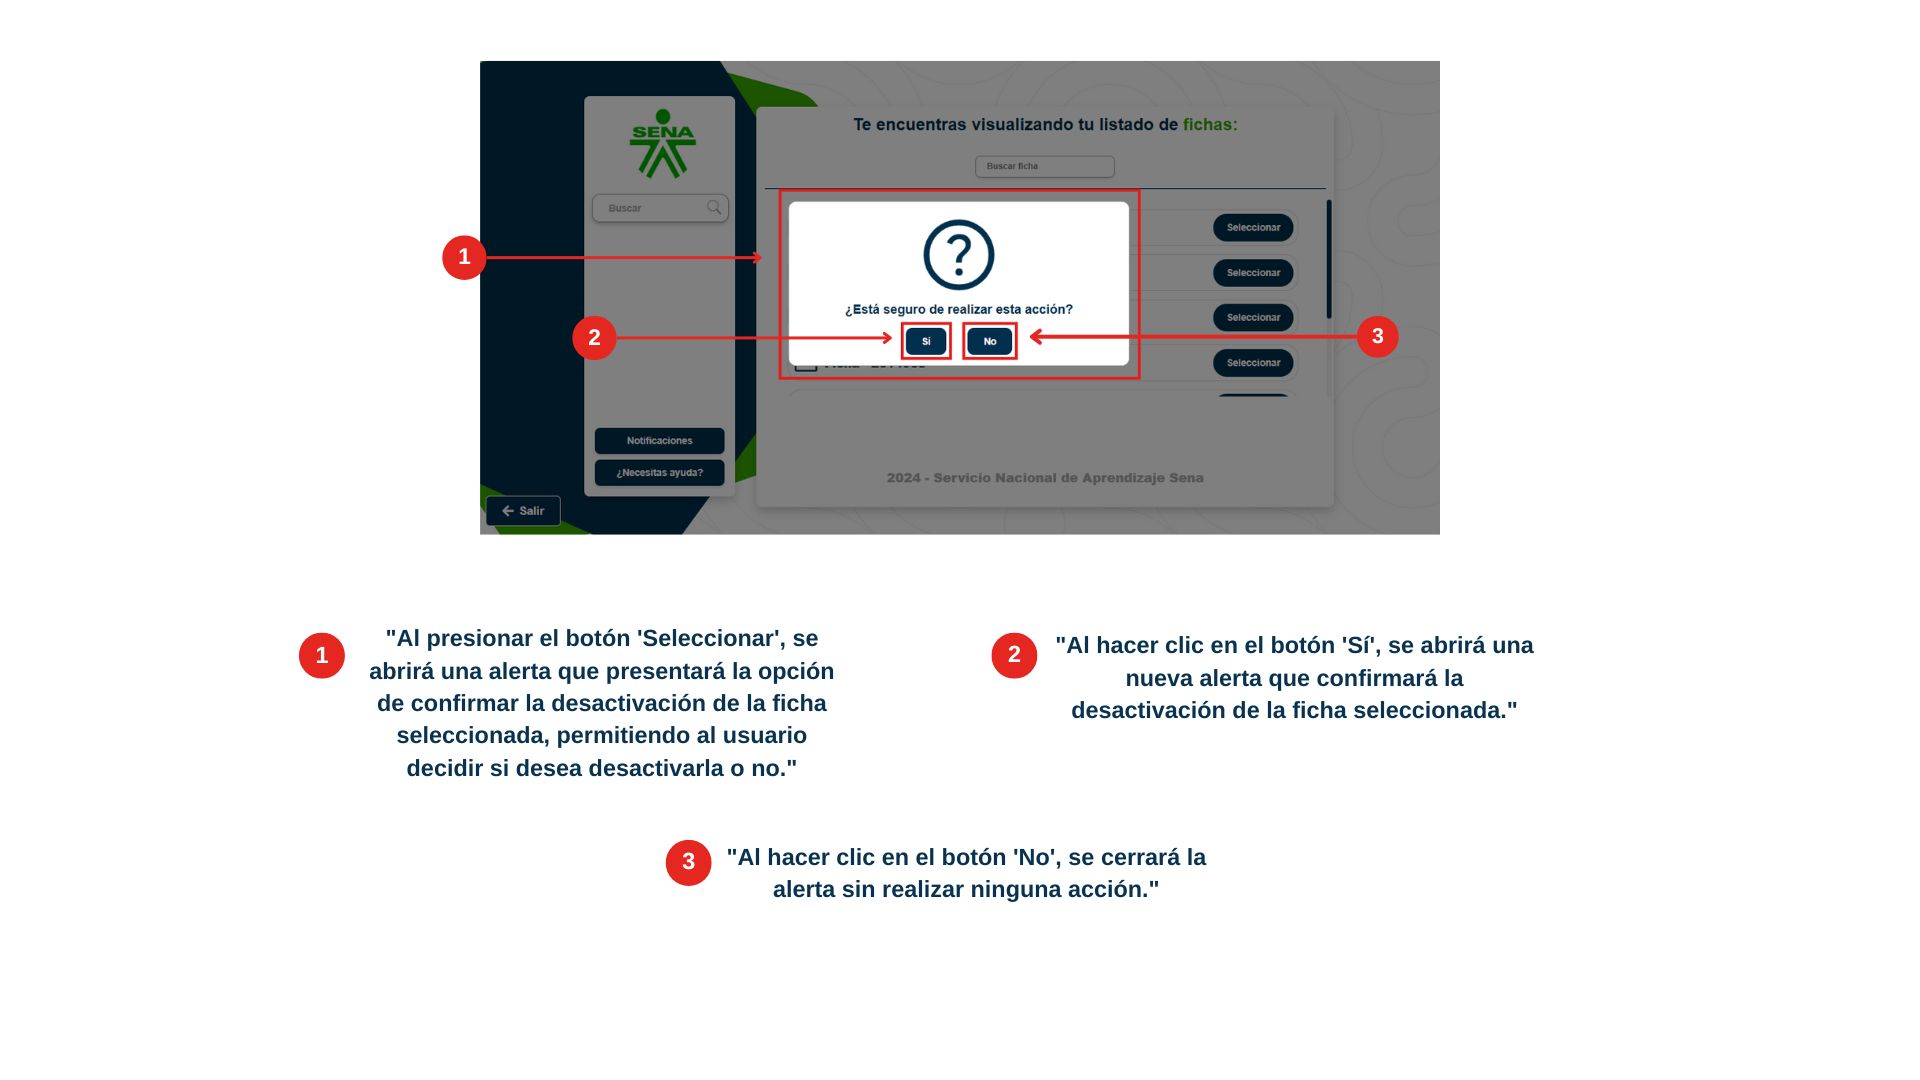 SENA
Te encuentras visualizando tu listado de fichas:
Buscar ficha
Buscar
Seleccionar
1
Seleccionar
¿Está seguro de realizar esta acción?
Seleccionar
2
Sí
No
3
Seleccionar
Notificaciones
¿Necesitas ayuda?
2024 - Servicio Nacional de Aprendizaje Sena
Salir
1
"Al presionar el botón 'Seleccionar', se
abrirá una alerta que presentará la opción
de confirmar la desactivación de la ficha
seleccionada, permitiendo al usuario
decidir si desea desactivarla o no."
2
"Al hacer clic en el botón 'Sí', se abrirá una
nueva alerta que confirmará la
desactivación de la ficha seleccionada."
3
"Al hacer clic en el botón 'No', se cerrará la
alerta sin realizar ninguna acción."